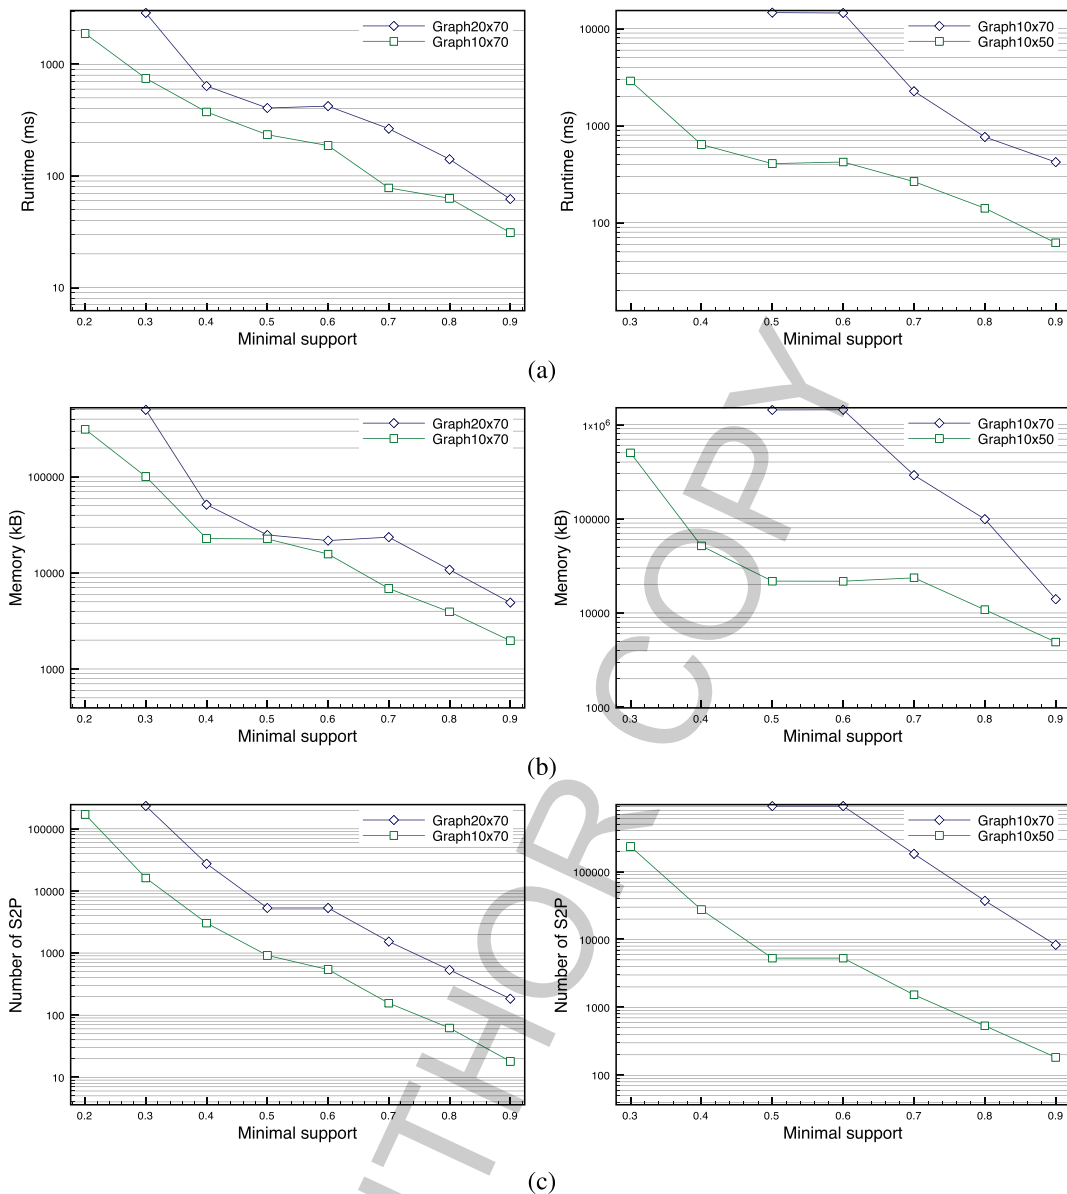 Graph20x70
Graph10x70
1000
100
10
Runtime (ms)
0.2 0.3 0.4 0.5 0.6 0.7 0.8 0.9
Minimal support
Graph10x70
Graph10x50
10000
1000
100
Runtime (ms)
0.3 0.4 0.5 0.6 0.7 0.8 0.9
Minimal support
(a)
Graph20x70
Graph10x70
100000
10000
1000
Memory (kB)
0.2 0.3 0.4 0.5 0.6 0.7 0.8 0.9
Minimal support
Graph10x70
Graph10x50
1×10⁶
100000
10000
1000
Memory (kB)
0.3 0.4 0.5 0.6 0.7 0.8 0.9
Minimal support
(b)
Graph20x70
Graph10x70
100000
10000
1000
100
10
Number of S2P
0.2 0.3 0.4 0.5 0.6 0.7 0.8 0.9
Minimal support
Graph10x70
Graph10x50
100000
10000
1000
100
Number of S2P
0.3 0.4 0.5 0.6 0.7 0.8 0.9
Minimal support
(c)
THOR COPY